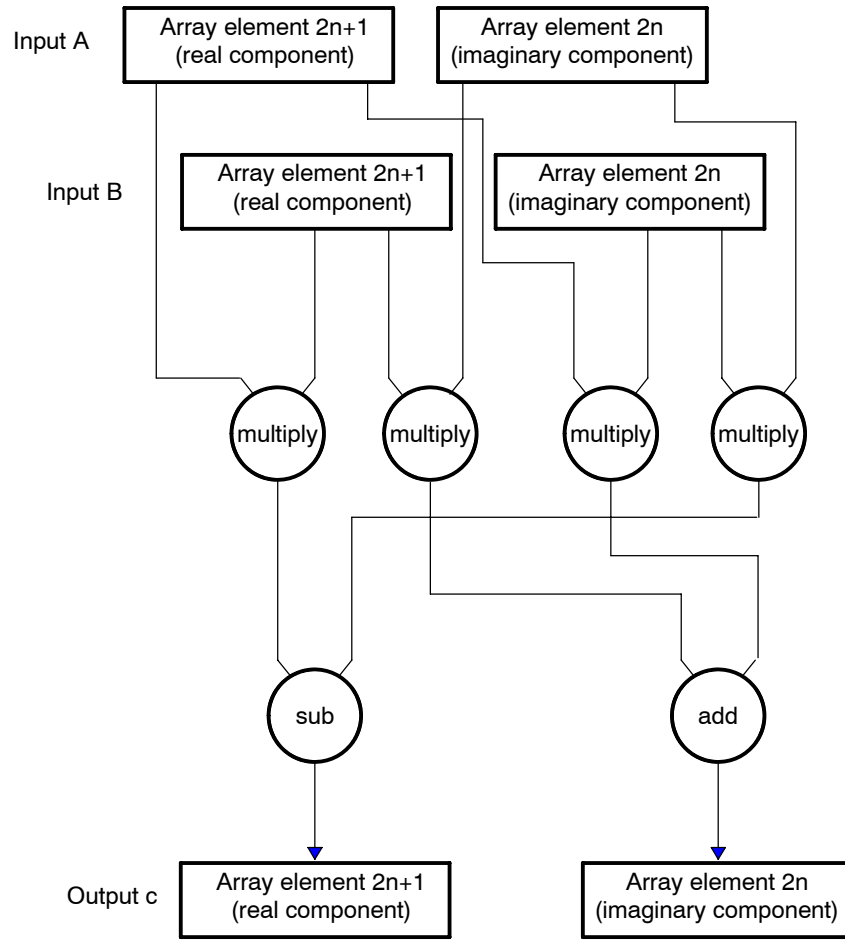 Input A
Array element 2n+1
(real component)
Array element 2n
(imaginary component)
Input B
Array element 2n+1
(real component)
Array element 2n
(imaginary component)
multiply
multiply
multiply
multiply
sub
add
Output c
Array element 2n+1
(real component)
Array element 2n
(imaginary component)